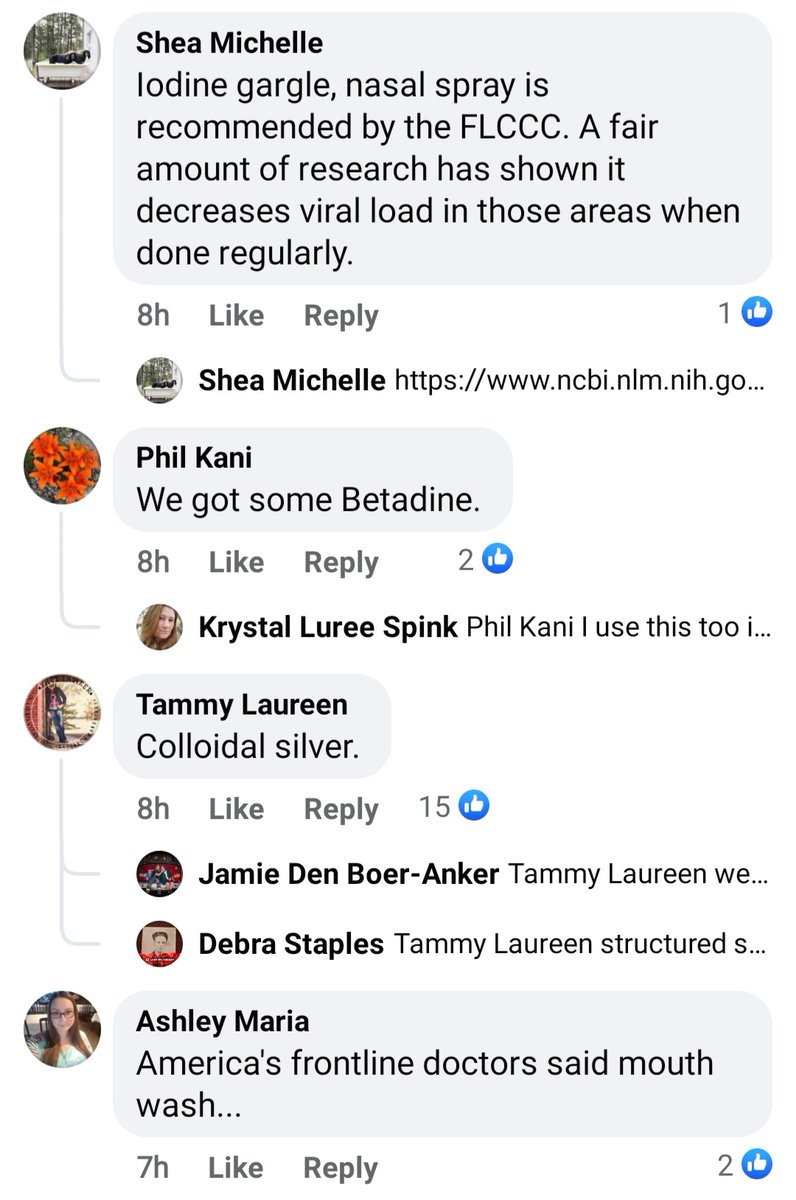 Shea Michelle
Iodine gargle, nasal spray is
recommended by the FLCCC. A fair
amount of research has shown it
decreases viral load in those areas when
done regularly.
8h Like Reply 1
Shea Michelle https://www.ncbi.nlm.nih.go...
Phil Kani
We got some Betadine.
8h Like Reply 2
Krystal Luree Spink Phil Kani I use this too i...
Tammy Laureen
Colloidal silver.
8h Like Reply 15
Jamie Den Boer-Anker Tammy Laureen we...
Debra Staples Tammy Laureen structured s...
Ashley Maria
America's frontline doctors said mouth
wash...
7h Like Reply 2